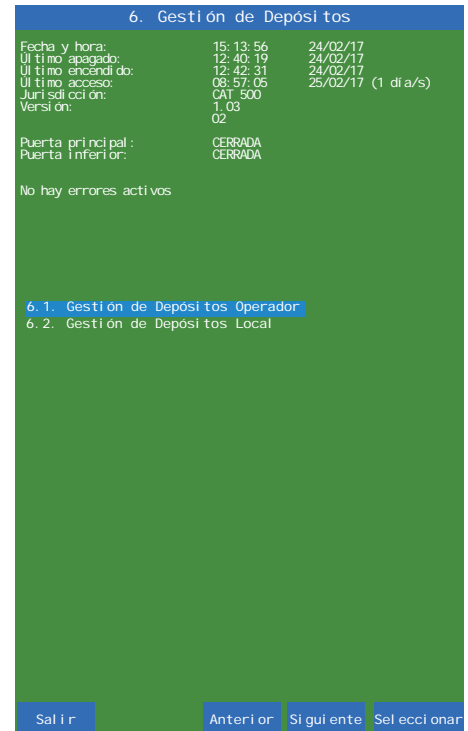 6. Gestión de Depósitos
Fecha y hora: 15:13:56 24/02/17
Último apagado: 12:40:19 24/02/17
Último encendido: 12:42:31 24/02/17
Último acceso: 08:57:05 25/02/17 (1 día/s)
Jurisdicción: CAT 500
Versión: 1.03
02
Puerta principal: CERRADA
Puerta inferior: CERRADA
No hay errores activos
6.1. Gestión de Depósitos Operador
6.2. Gestión de Depósitos Local
Salir Anterior Siguiente Seleccionar